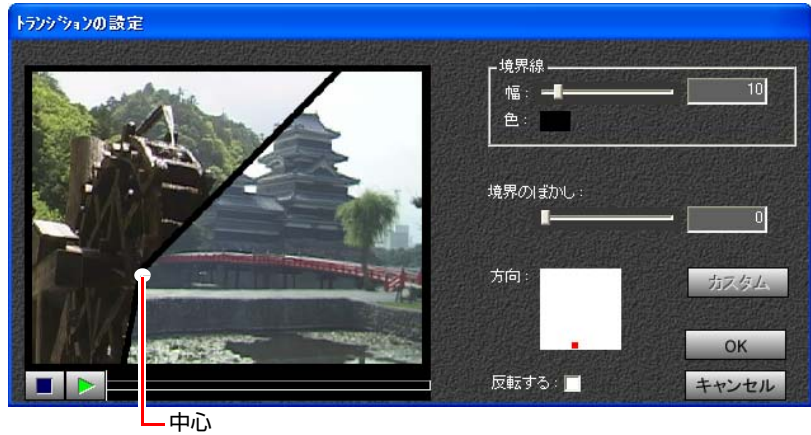 トランジションの設定
境界線
幅： 10
色：
境界のぼかし：
0
方向：
カスタム
OK
反転する：
キャンセル
中心